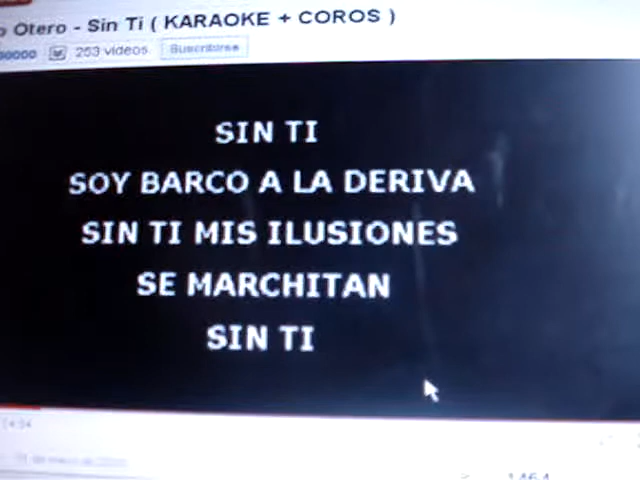 Otero - Sin Ti ( KARAOKE + COROS )
253 vídeos Suscribirse
SIN TI
SOY BARCO A LA DERIVA
SIN TI MIS ILUSIONES
SE MARCHITAN
SIN TI